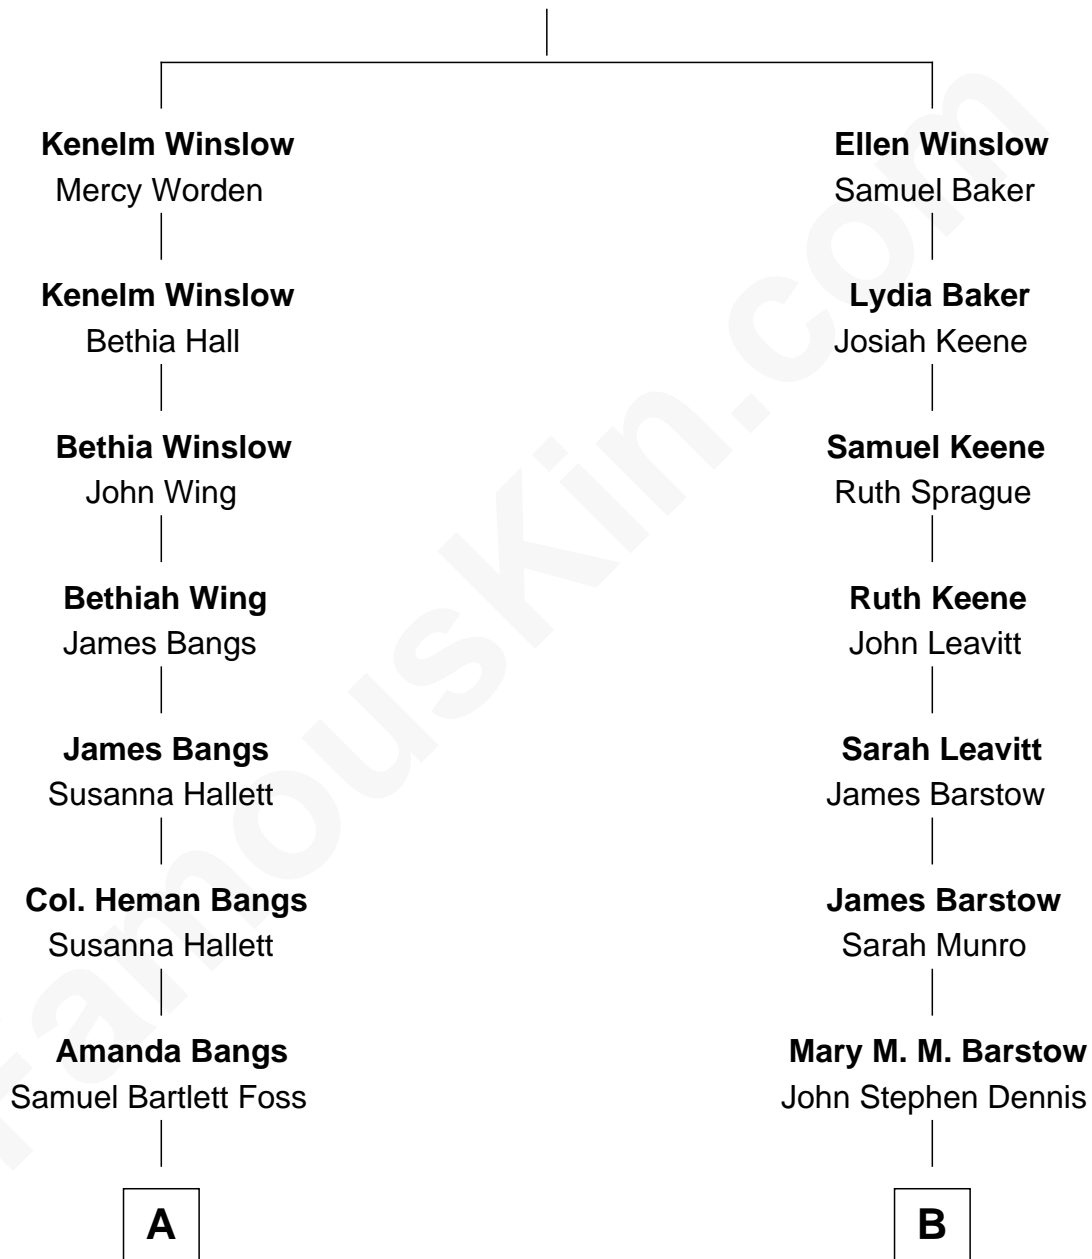 Kenelm Winslow
Mercy Worden
Kenelm Winslow
Bethia Hall
Bethia Winslow
John Wing
Bethiah Wing
James Bangs
James Bangs
Susanna Hallett
Col. Heman Bangs
Susanna Hallett
Amanda Bangs
Samuel Bartlett Foss
A
Ellen Winslow
Samuel Baker
Lydia Baker
Josiah Keene
Samuel Keene
Ruth Sprague
Ruth Keene
John Leavitt
Sarah Leavitt
James Barstow
James Barstow
Sarah Munro
Mary M. M. Barstow
John Stephen Dennis
B
FamousKin.com